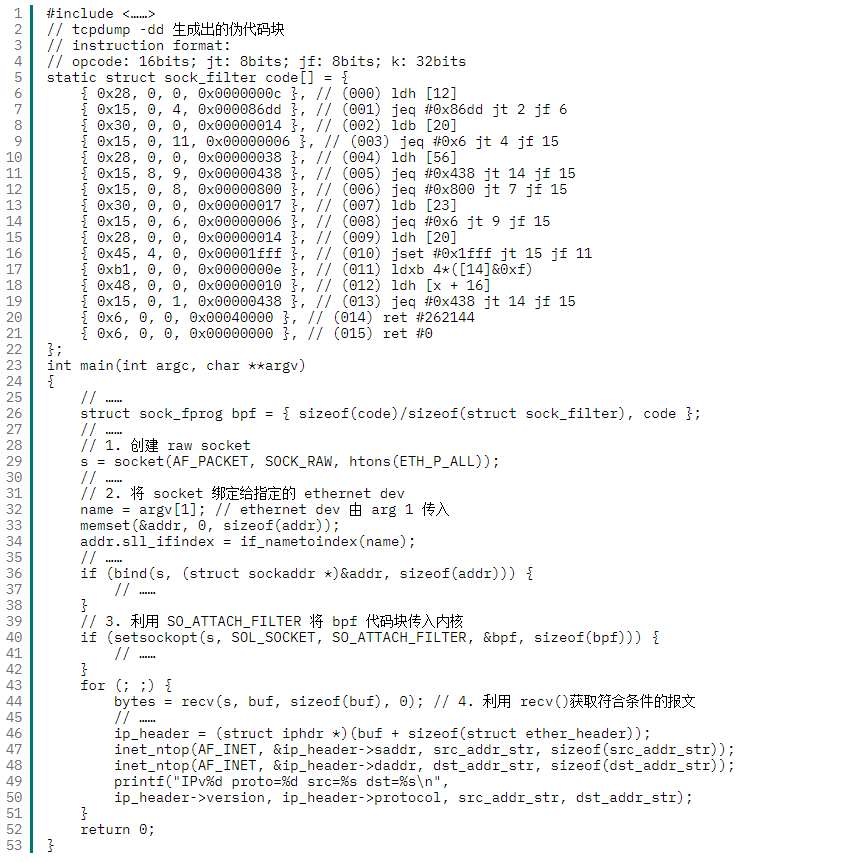 1 #include <……>
2 // tcpdump -dd 生成出的伪代码块
3 // instruction format:
4 // opcode: 16bits; jt: 8bits; jf: 8bits; k: 32bits
5 static struct sock_filter code[] = {
6     { 0x28, 0, 0, 0x0000000c }, // (000) ldh [12]
7     { 0x15, 0, 4, 0x000086dd }, // (001) jeq #0x86dd jt 2 jf 6
8     { 0x30, 0, 0, 0x00000014 }, // (002) ldb [20]
9     { 0x15, 0, 11, 0x00000006 }, // (003) jeq #0x6 jt 4 jf 15
10     { 0x28, 0, 0, 0x00000038 }, // (004) ldh [56]
11     { 0x15, 8, 9, 0x00000438 }, // (005) jeq #0x438 jt 14 jf 15
12     { 0x15, 0, 8, 0x00000800 }, // (006) jeq #0x800 jt 7 jf 15
13     { 0x30, 0, 0, 0x00000017 }, // (007) ldb [23]
14     { 0x15, 0, 6, 0x00000006 }, // (008) jeq #0x6 jt 9 jf 15
15     { 0x28, 0, 0, 0x00000014 }, // (009) ldh [20]
16     { 0x45, 4, 0, 0x00001fff }, // (010) jset #0x1fff jt 15 jf 11
17     { 0xb1, 0, 0, 0x0000000e }, // (011) ldxb 4*([14]&0xf)
18     { 0x48, 0, 0, 0x00000010 }, // (012) ldh [x + 16]
19     { 0x15, 0, 1, 0x00000438 }, // (013) jeq #0x438 jt 14 jf 15
20     { 0x6, 0, 0, 0x00040000 }, // (014) ret #262144
21     { 0x6, 0, 0, 0x00000000 }, // (015) ret #0
22 };
23 int main(int argc, char **argv)
24 {
25     // ……
26     struct sock_fprog bpf = { sizeof(code)/sizeof(struct sock_filter), code };
27     // ……
28     // 1. 创建 raw socket
29     s = socket(AF_PACKET, SOCK_RAW, htons(ETH_P_ALL));
30     // ……
31     // 2. 将 socket 绑定给指定的 ethernet dev
32     name = argv[1]; // ethernet dev 由 arg 1 传入
33     memset(&addr, 0, sizeof(addr));
34     addr.sll_ifindex = if_nametoindex(name);
35     // ……
36     if (bind(s, (struct sockaddr *)&addr, sizeof(addr))) {
37         // ……
38     }
39     // 3. 利用 SO_ATTACH_FILTER 将 bpf 代码块传入内核
40     if (setsockopt(s, SOL_SOCKET, SO_ATTACH_FILTER, &bpf, sizeof(bpf))) {
41         // ……
42     }
43     for (; ;) {
44         bytes = recv(s, buf, sizeof(buf), 0); // 4. 利用 recv()获取符合条件的报文
45         // ……
46         ip_header = (struct iphdr *)(buf + sizeof(struct ether_header));
47         inet_ntop(AF_INET, &ip_header->saddr, src_addr_str, sizeof(src_addr_str));
48         inet_ntop(AF_INET, &ip_header->daddr, dst_addr_str, sizeof(dst_addr_str));
49         printf("IPv%d proto=%d src=%s dst=%s\n",
50         ip_header->version, ip_header->protocol, src_addr_str, dst_addr_str);
51     }
52     return 0;
53 }